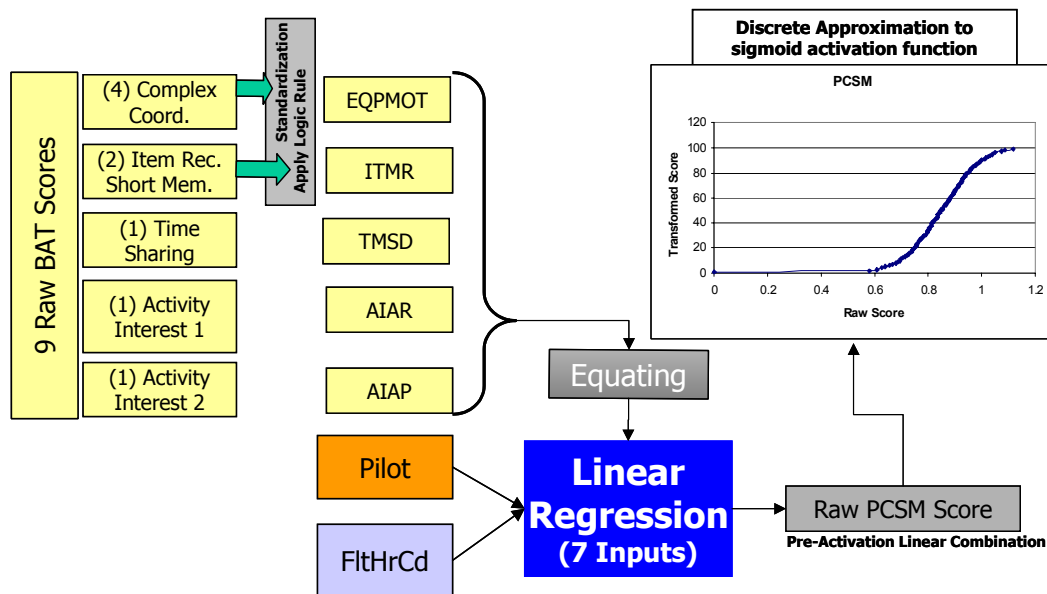 9 Raw BAT Scores
(4) Complex
Coord.
(2) Item Rec.
Short Mem.
(1) Time
Sharing
(1) Activity
Interest 1
(1) Activity
Interest 2
Standardization
Apply Logic Rule
EQPMOT
ITMR
TMSD
AIAR
AIAP
Pilot
FltHrCd
Equating
Linear
Regression
(7 Inputs)
Raw PCSM Score
Pre-Activation Linear Combination
Discrete Approximation to
sigmoid activation function
PCSM
Transformed Score
120
100
80
60
40
20
0
0
0.2
0.4
0.6
0.8
1
1.2
Raw Score